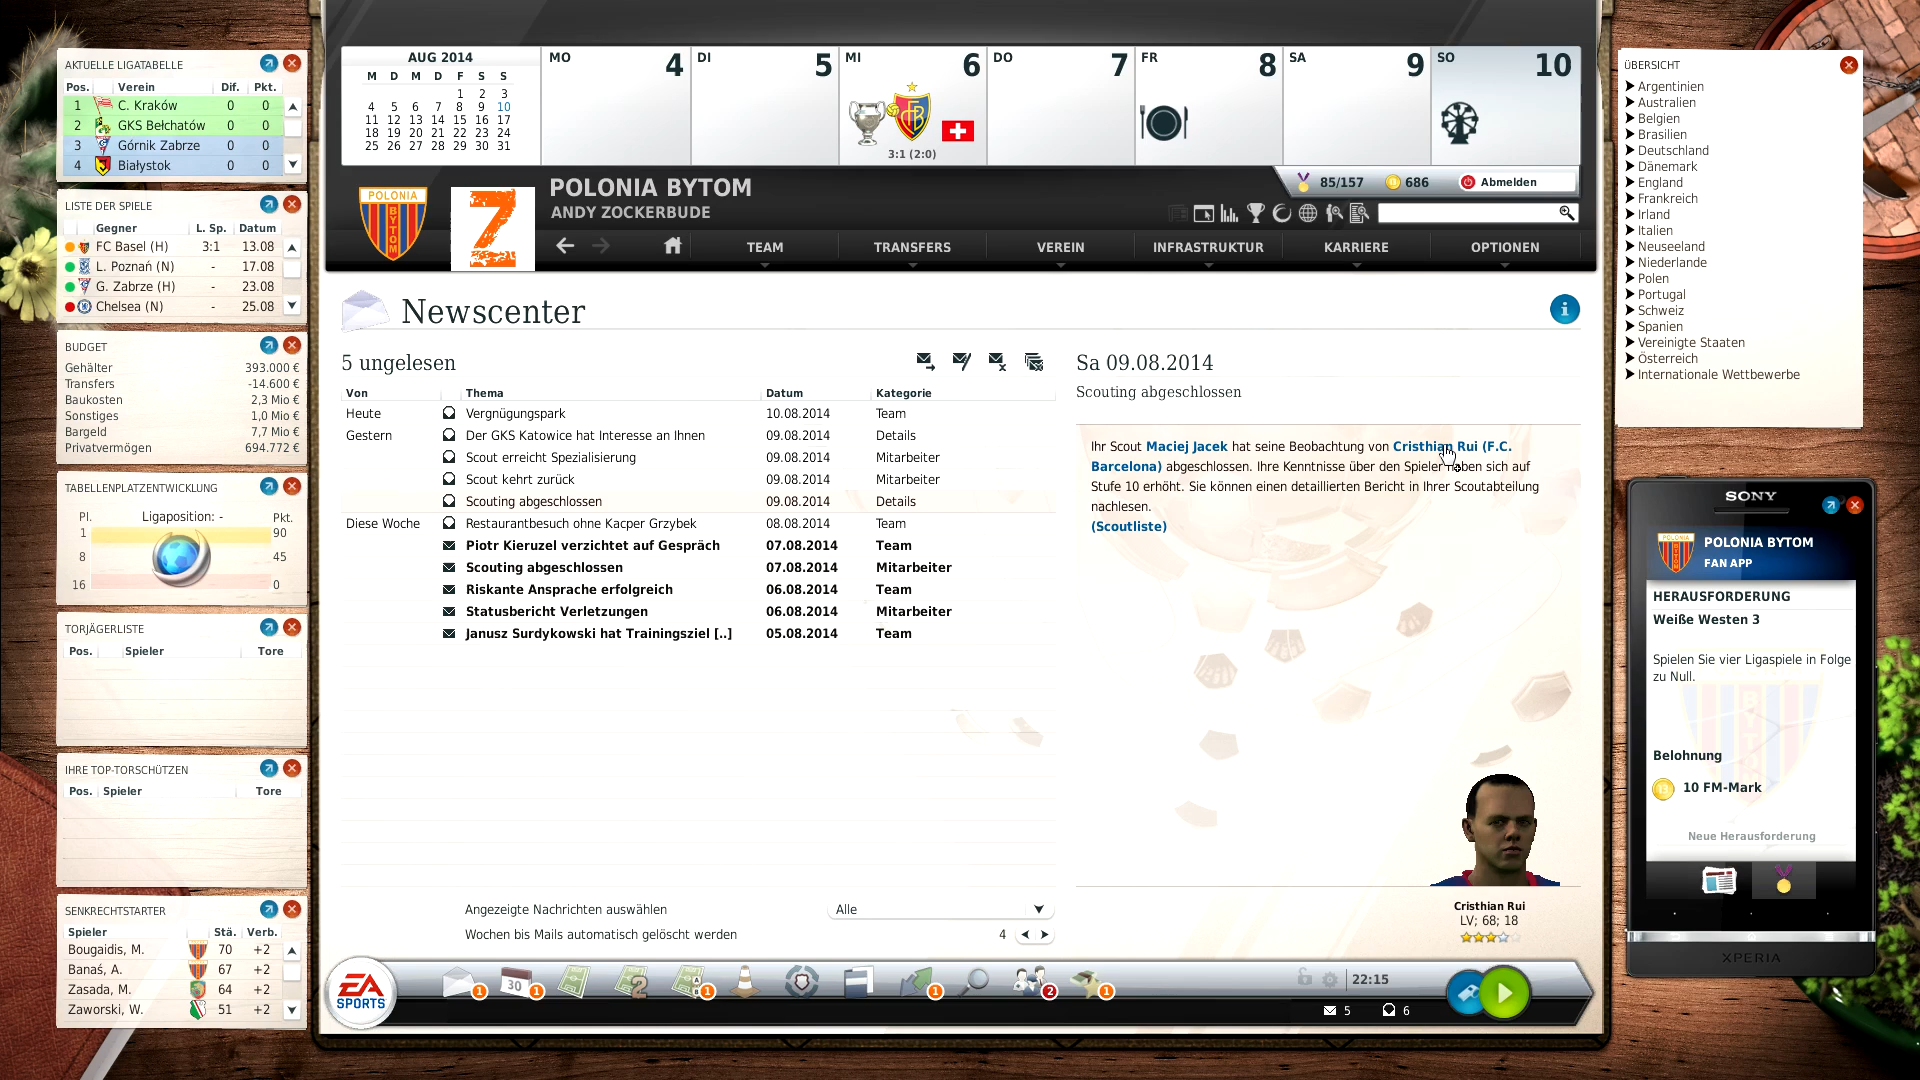 AKTUELLE LIGATABELLE
Pos. Verein Dif. Pkt.
1 C. Kraków 0 0
2 GKS Bełchatów 0 0
3 Górnik Zabrze 0 0
4 Białystok 0 0
LISTE DER SPIELE
Gegner L. Sp. Datum
FC Basel (H) 3:1 13.08
L. Poznań (N) - 17.08
G. Zabrze (H) - 23.08
Chelsea (N) - 25.08
BUDGET
Gehälter 393.000 €
Transfers -14.600 €
Baukosten 2,3 Mio €
Sonstiges 1,0 Mio €
Bargeld 7,7 Mio €
Privatvermögen 694.772 €
TABELLENPLATZENTWICKLUNG
Pl. Ligaposition: - Pkt.
1 90
8 45
16 0
TORJÄGERLISTE
Pos. Spieler Tore
IHRE TOP-TORSCHÜTZEN
Pos. Spieler Tore
SENKRECHTSTARTER
Spieler Stä. Verb.
Bougaidis, M. 70 +2
Banaś, A. 67 +2
Zasada, M. 64 +2
Zaworski, W. 51 +2
AUG 2014
M D M D F S S
1 2 3
4 5 6 7 8 9 10
11 12 13 14 15 16 17
18 19 20 21 22 23 24
25 26 27 28 29 30 31
MO 4 DI 5 MI 6 DO 7 FR 8 SA 9 SO 10
FCB
3:1 (2:0)
POLONIA
BYTOM
Z
POLONIA BYTOM
ANDY ZOCKERBUDE
85/157 686 Abmelden
TEAM TRANSFERS VEREIN INFRASTRUKTUR KARRIERE OPTIONEN
Newscenter
i
5 ungelesen
Von Thema Datum Kategorie
Heute Vergnügungspark 10.08.2014 Team
Gestern Der GKS Katowice hat Interesse an Ihnen 09.08.2014 Details
Scout erreicht Spezialisierung 09.08.2014 Mitarbeiter
Scout kehrt zurück 09.08.2014 Mitarbeiter
Scouting abgeschlossen 09.08.2014 Details
Diese Woche Restaurantbesuch ohne Kacper Grzybek 08.08.2014 Team
Piotr Kieruzel verzichtet auf Gespräch 07.08.2014 Team
Scouting abgeschlossen 07.08.2014 Mitarbeiter
Riskante Ansprache erfolgreich 06.08.2014 Team
Statusbericht Verletzungen 06.08.2014 Mitarbeiter
Janusz Surdykowski hat Trainingsziel [..] 05.08.2014 Team
Angezeigte Nachrichten auswählen Alle
Wochen bis Mails automatisch gelöscht werden 4
Sa 09.08.2014
Scouting abgeschlossen
Ihr Scout Maciej Jacek hat seine Beobachtung von Cristhian Rui (F.C.
Barcelona) abgeschlossen. Ihre Kenntnisse über den Spieler haben sich auf
Stufe 10 erhöht. Sie können einen detaillierten Bericht in Ihrer Scoutabteilung
nachlesen.
(Scoutliste)
Cristhian Rui
LV; 68; 18
EA
SPORTS
1 30 1 2 1 1 2 1
22:15
5 6
ÜBERSICHT
Argentinien
Australien
Belgien
Brasilien
Deutschland
Dänemark
England
Frankreich
Irland
Italien
Neuseeland
Niederlande
Polen
Portugal
Schweiz
Spanien
Vereinigte Staaten
Österreich
Internationale Wettbewerbe
SONY
POLONIA
POLONIA BYTOM
FAN APP
HERAUSFORDERUNG
Weiße Westen 3
Spielen Sie vier Ligaspiele in Folge
zu Null.
Belohnung
10 FM-Mark
Neue Herausforderung
XPERIA